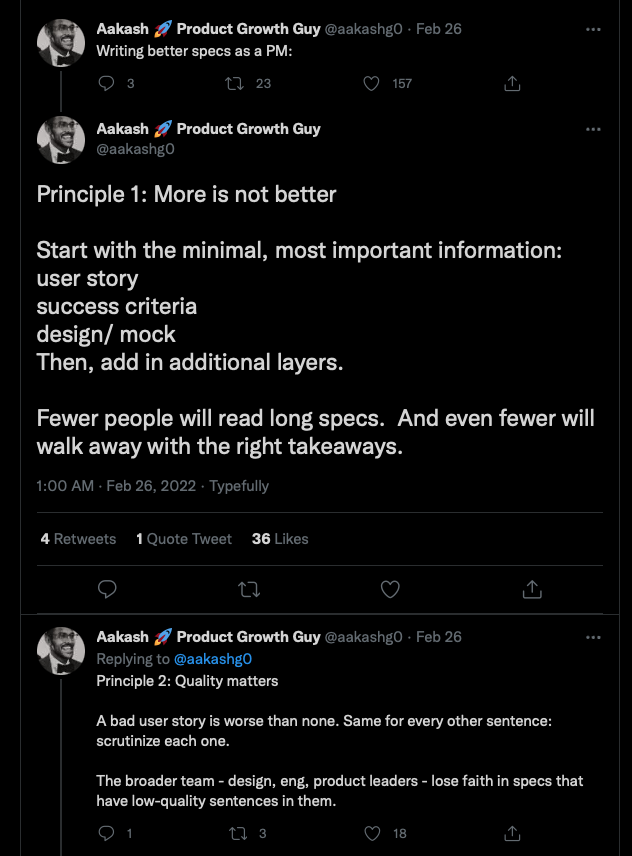 Aakash 🚀 Product Growth Guy @aakashg0 · Feb 26
Writing better specs as a PM:
3 23 157
Aakash 🚀 Product Growth Guy
@aakashg0
Principle 1: More is not better
Start with the minimal, most important information:
user story
success criteria
design/ mock
Then, add in additional layers.
Fewer people will read long specs.  And even fewer will
walk away with the right takeaways.
1:00 AM · Feb 26, 2022 · Typefully
4 Retweets 1 Quote Tweet 36 Likes
Aakash 🚀 Product Growth Guy @aakashg0 · Feb 26
Replying to @aakashg0
Principle 2: Quality matters
A bad user story is worse than none. Same for every other sentence:
scrutinize each one.
The broader team - design, eng, product leaders - lose faith in specs that
have low-quality sentences in them.
1 3 18